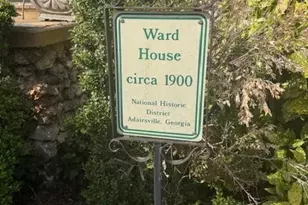 Ward
House
circa 1900
National Historic
District
Adairsville, Georgia